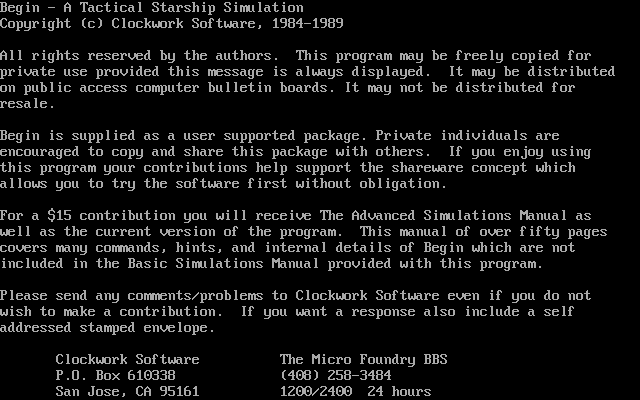 Begin - A Tactical Starship Simulation
Copyright (c) Clockwork Software, 1984-1989
All rights reserved by the authors.  This program may be freely copied for
private use provided this message is always displayed.  It may be distributed
on public access computer bulletin boards. It may not be distributed for
resale.
Begin is supplied as a user supported package. Private individuals are
encouraged to copy and share this package with others.  If you enjoy using
this program your contributions help support the shareware concept which
allows you to try the software first without obligation.
For a $15 contribution you will receive The Advanced Simulations Manual as
well as the current version of the program.  This manual of over fifty pages
covers many commands, hints, and internal details of Begin which are not
included in the Basic Simulations Manual provided with this program.
Please send any comments/problems to Clockwork Software even if you do not
wish to make a contribution.  If you want a response also include a self
addressed stamped envelope.
Clockwork Software          The Micro Foundry BBS
P.O. Box 610338             (408) 258-3484
San Jose, CA 95161          1200/2400  24 hours